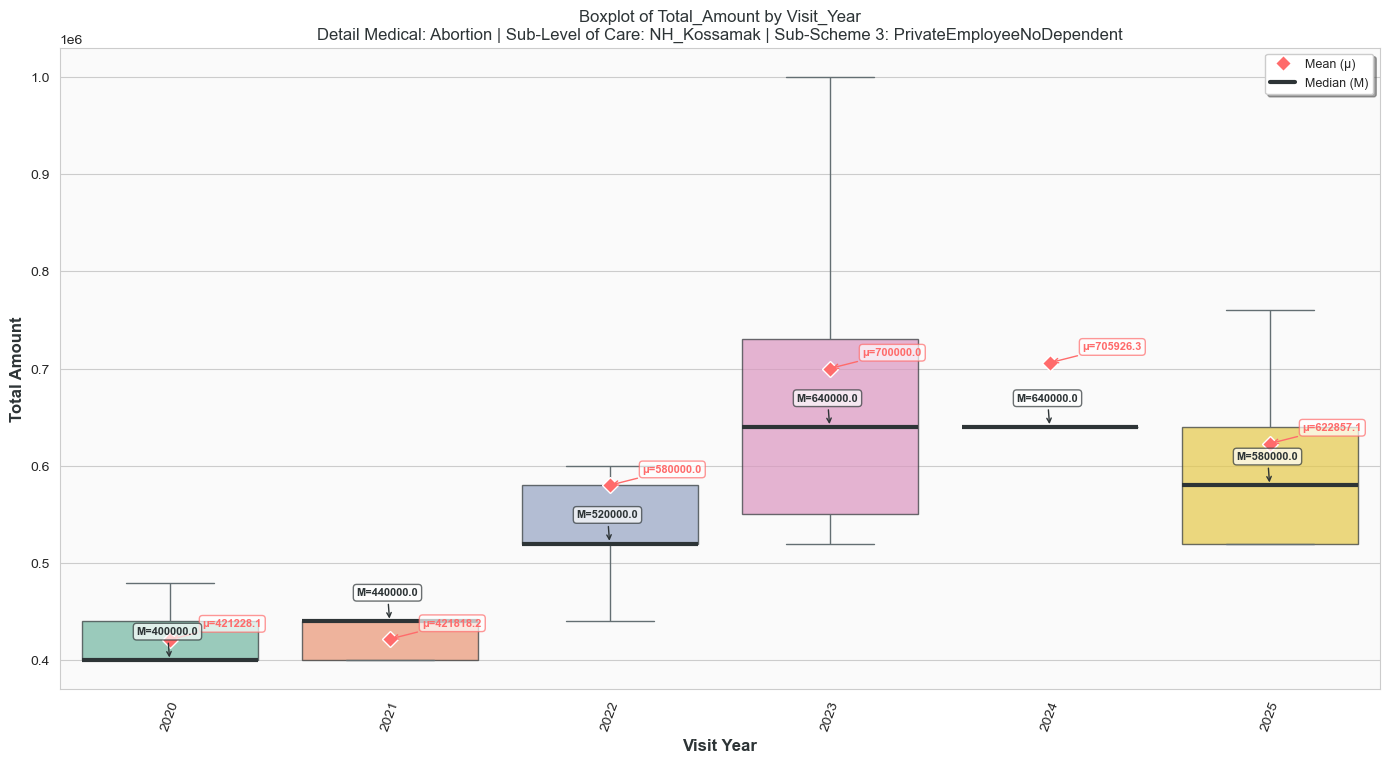 Boxplot of Total_Amount by Visit_Year
Detail Medical: Abortion | Sub-Level of Care: NH_Kossamak | Sub-Scheme 3: PrivateEmployeeNoDependent
1e6
Mean (μ)
Median (M)
1.0
0.9
0.8
0.7
0.6
0.5
0.4
Total Amount
M=400000.0
μ=421228.1
M=440000.0
μ=421818.2
M=520000.0
μ=580000.0
M=640000.0
μ=700000.0
M=640000.0
μ=705926.3
M=580000.0
μ=622857.1
2020
2021
2022
2023
2024
2025
Visit Year